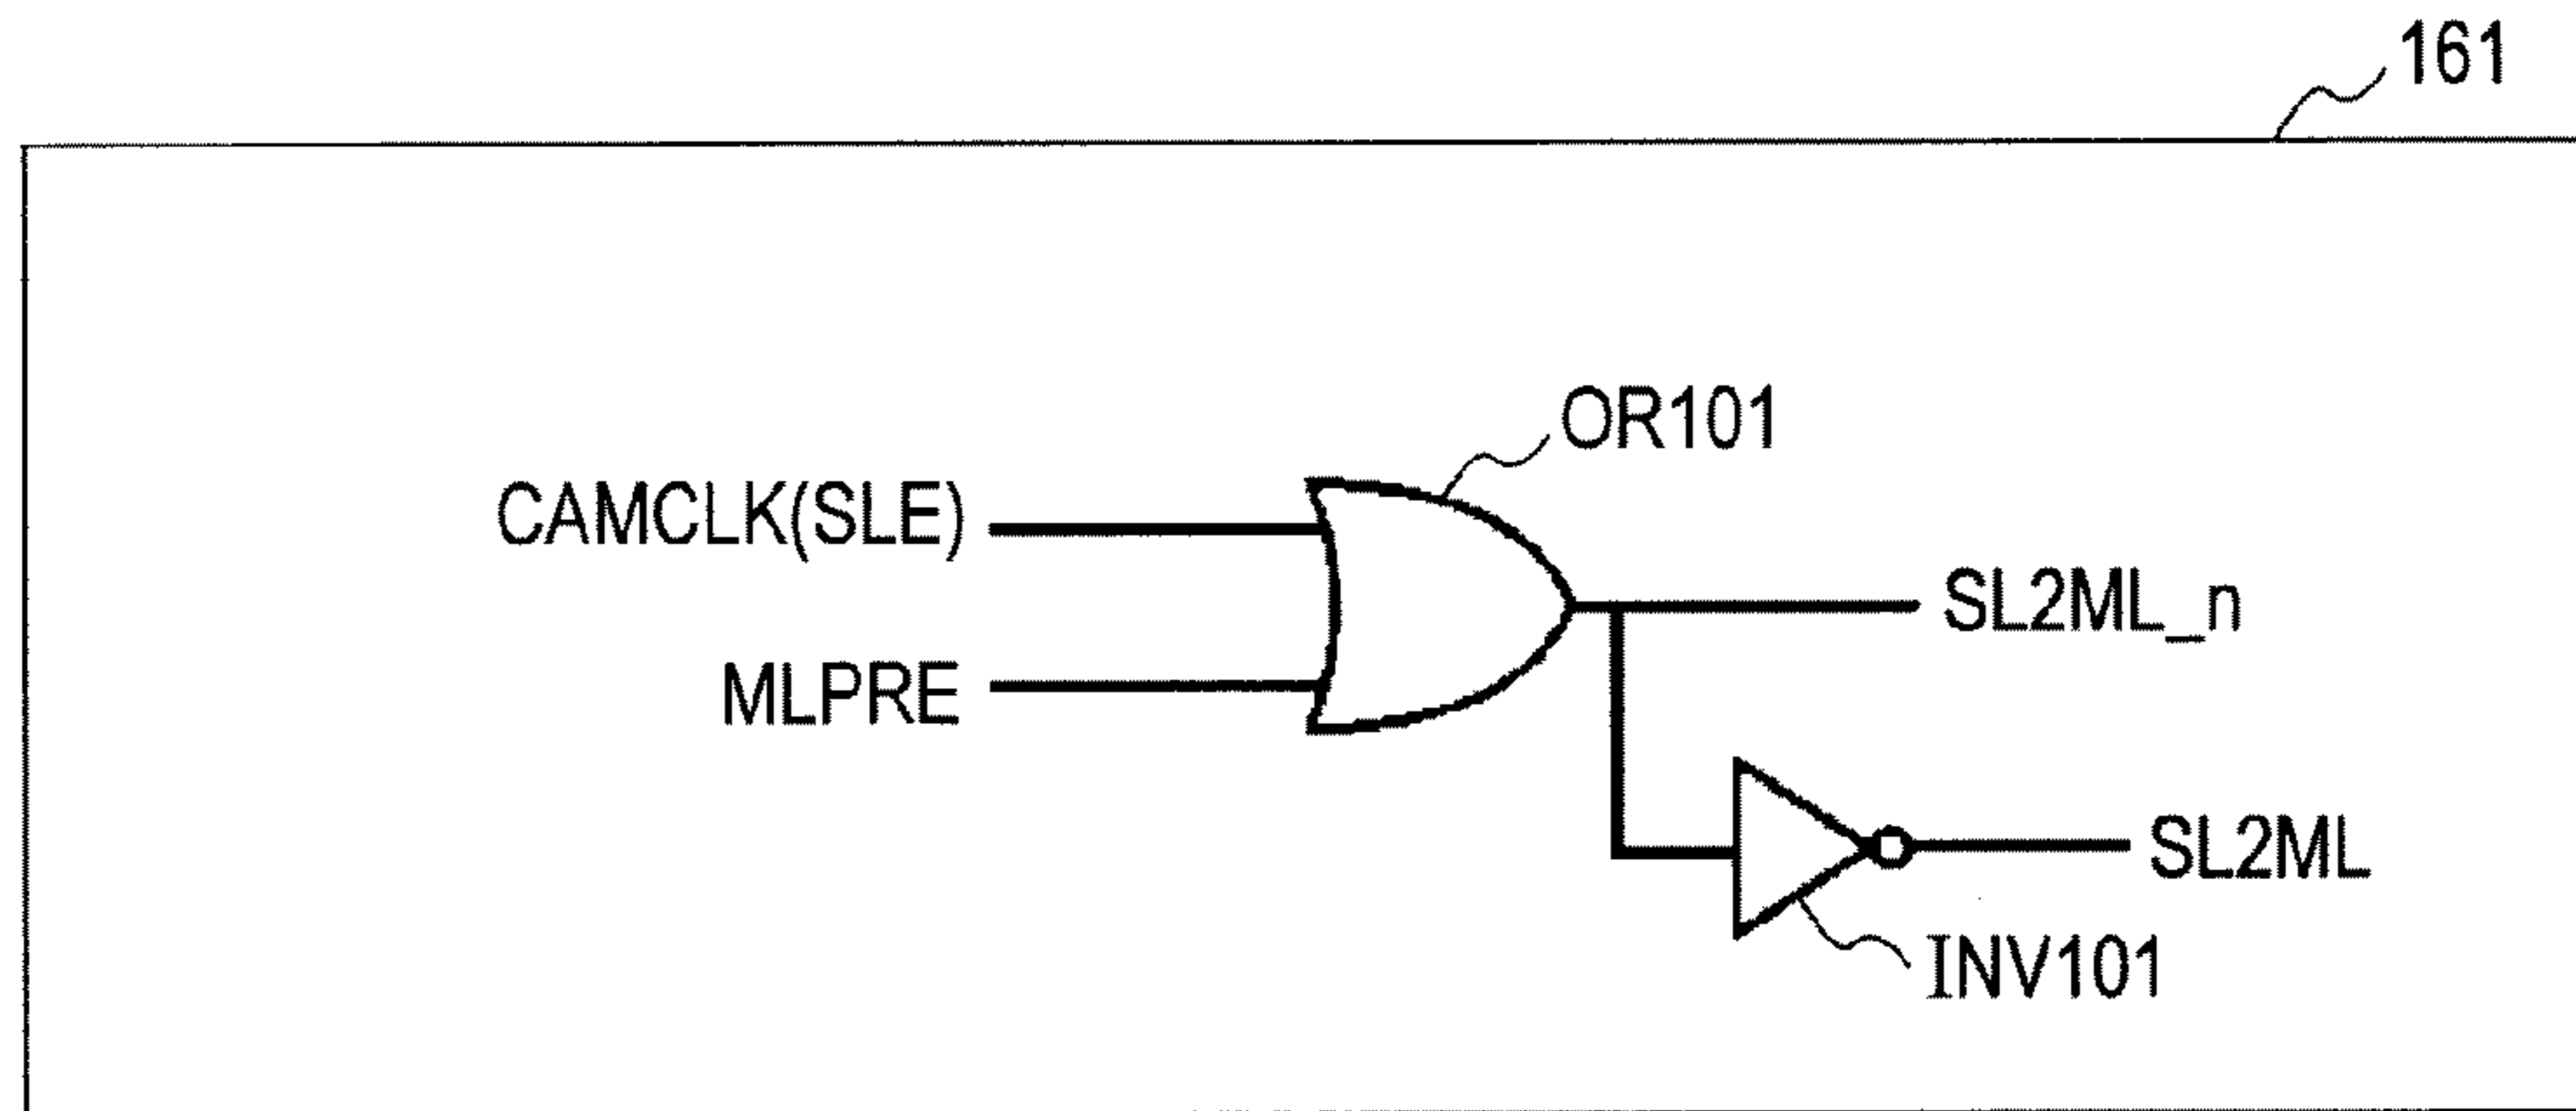 161
OR101
CAMCLK(SLE)
SL2ML_n
MLPRE
SL2ML
INV101